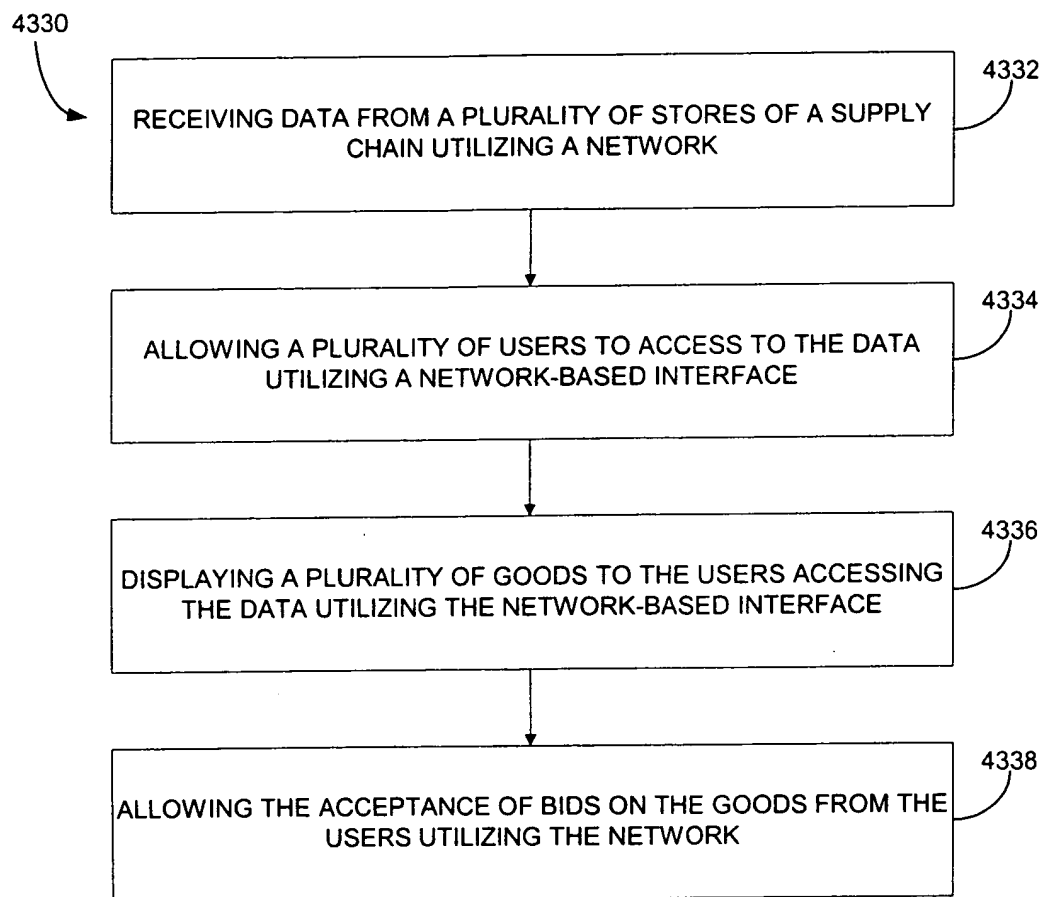 4330
4332
RECEIVING DATA FROM A PLURALITY OF STORES OF A SUPPLY
CHAIN UTILIZING A NETWORK
4334
ALLOWING A PLURALITY OF USERS TO ACCESS TO THE DATA
UTILIZING A NETWORK-BASED INTERFACE
4336
DISPLAYING A PLURALITY OF GOODS TO THE USERS ACCESSING
THE DATA UTILIZING THE NETWORK-BASED INTERFACE
4338
ALLOWING THE ACCEPTANCE OF BIDS ON THE GOODS FROM THE
USERS UTILIZING THE NETWORK